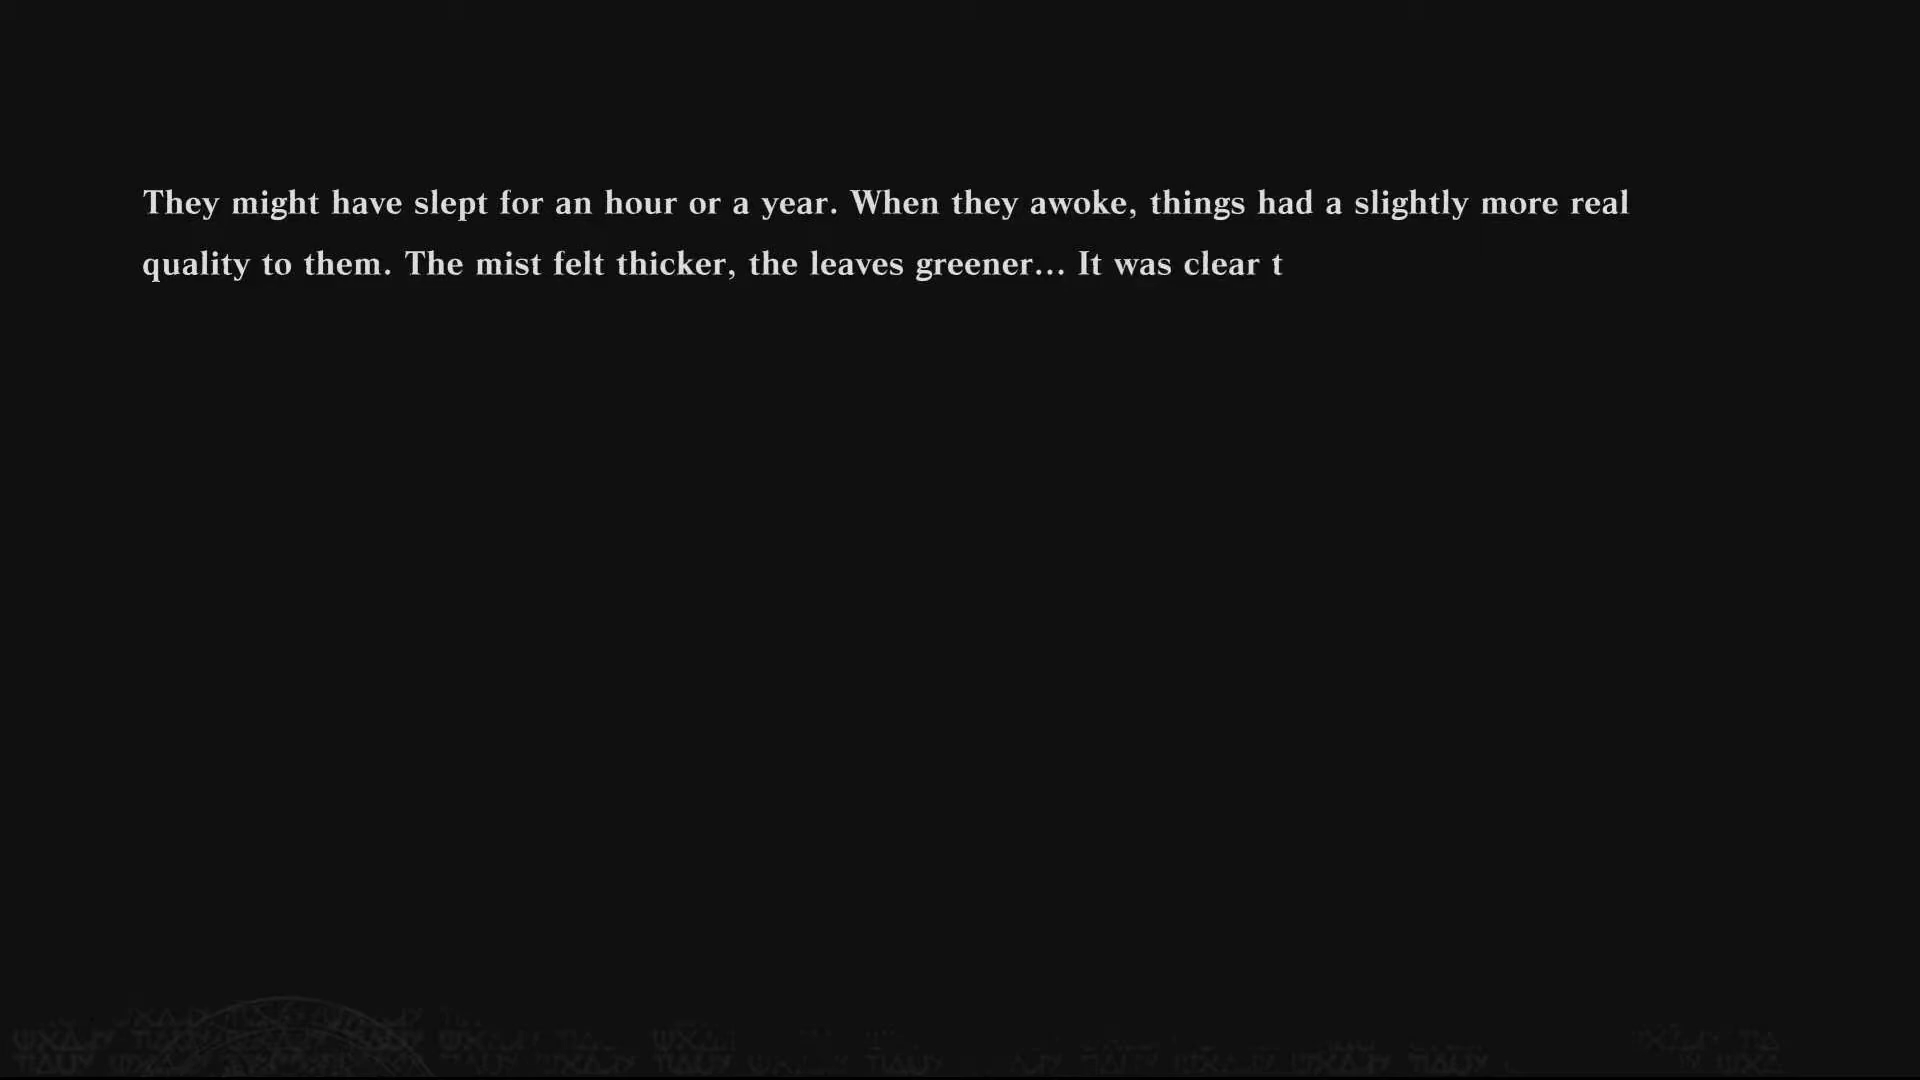 They might have slept for an hour or a year. When they awoke, things had a slightly more real
quality to them. The mist felt thicker, the leaves greener... It was clear t